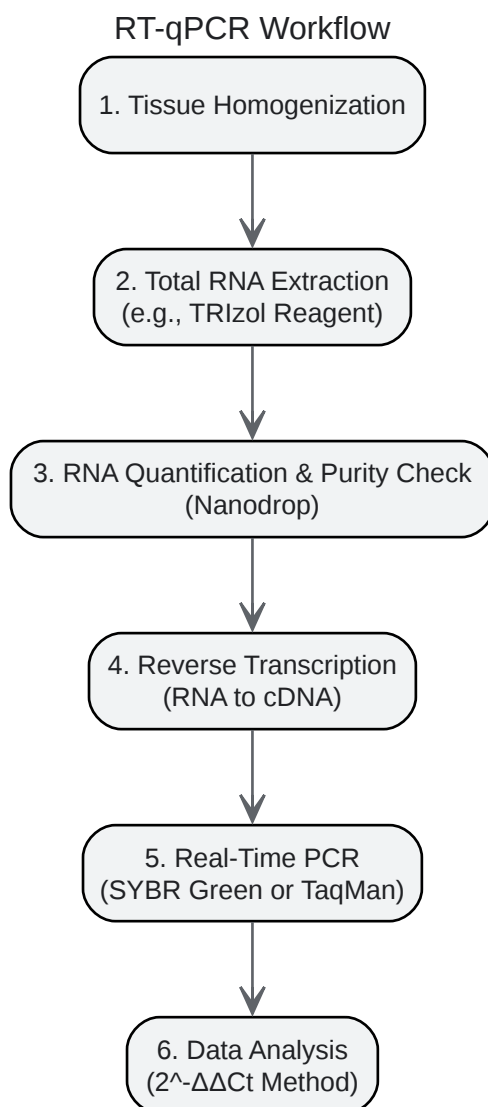 RT-qPCR Workflow
1. Tissue Homogenization
2. Total RNA Extraction
(e.g., TRIzol Reagent)
3. RNA Quantification & Purity Check
(Nanodrop)
4. Reverse Transcription
(RNA to cDNA)
5. Real-Time PCR
(SYBR Green or TaqMan)
6. Data Analysis
(2^-ΔΔCt Method)